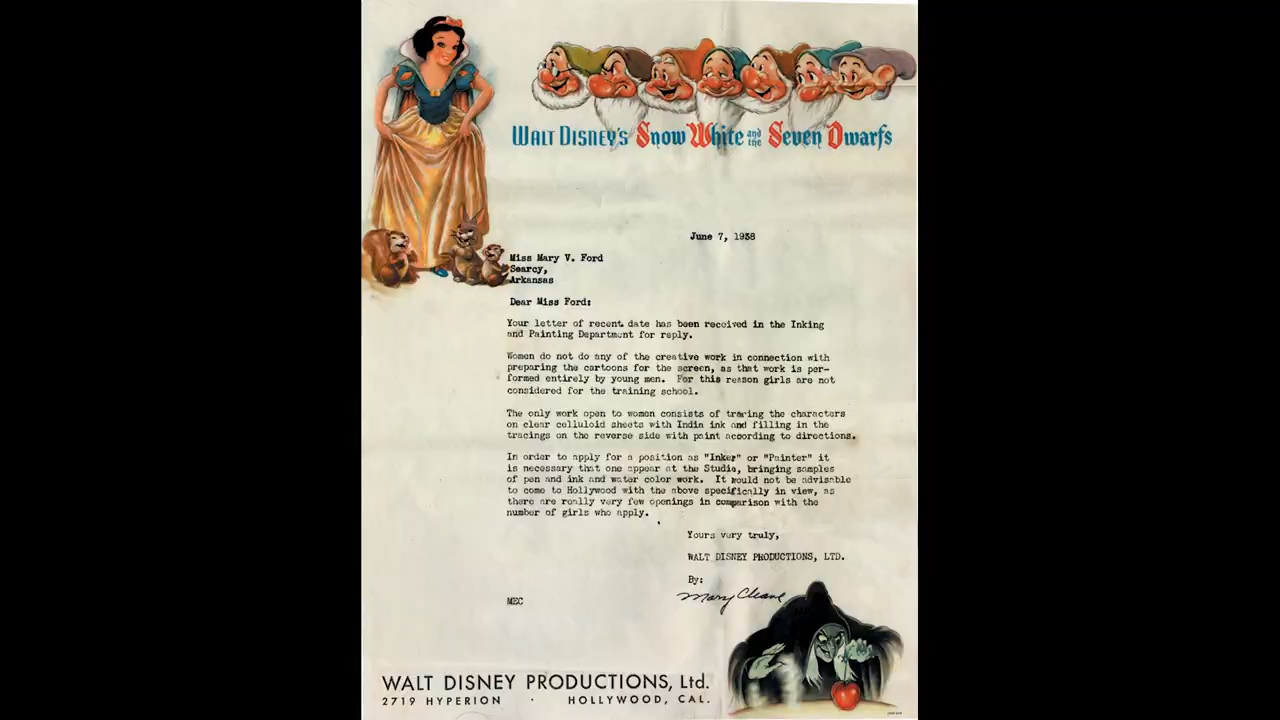 WALT DISNEY'S Snow White and the Seven Dwarfs
June 7, 1938
Miss Mary V. Ford
Searcy,
Arkansas
Dear Miss Ford:
Your letter of recent date has been received in the Inking
and Painting Department for reply.
Women do not do any of the creative work in connection with
preparing the cartoons for the screen, as that work is per-
formed entirely by young men. For this reason girls are not
considered for the training school.
The only work open to women consists of tracing the characters
on clear celluloid sheets with India ink and filling in the
tracings on the reverse side with paint according to directions.
In order to apply for a position as "Inker" or "Painter" it
is necessary that one appear at the Studio, bringing samples
of pen and ink and water color work. It would not be advisable
to come to Hollywood with the above specifically in view, as
there are really very few openings in comparison with the
number of girls who apply.
Yours very truly,
WALT DISNEY PRODUCTIONS, LTD.
By:
Mary Cleave
MEC
WALT DISNEY PRODUCTIONS, Ltd.
2719 HYPERION · HOLLYWOOD, CAL.